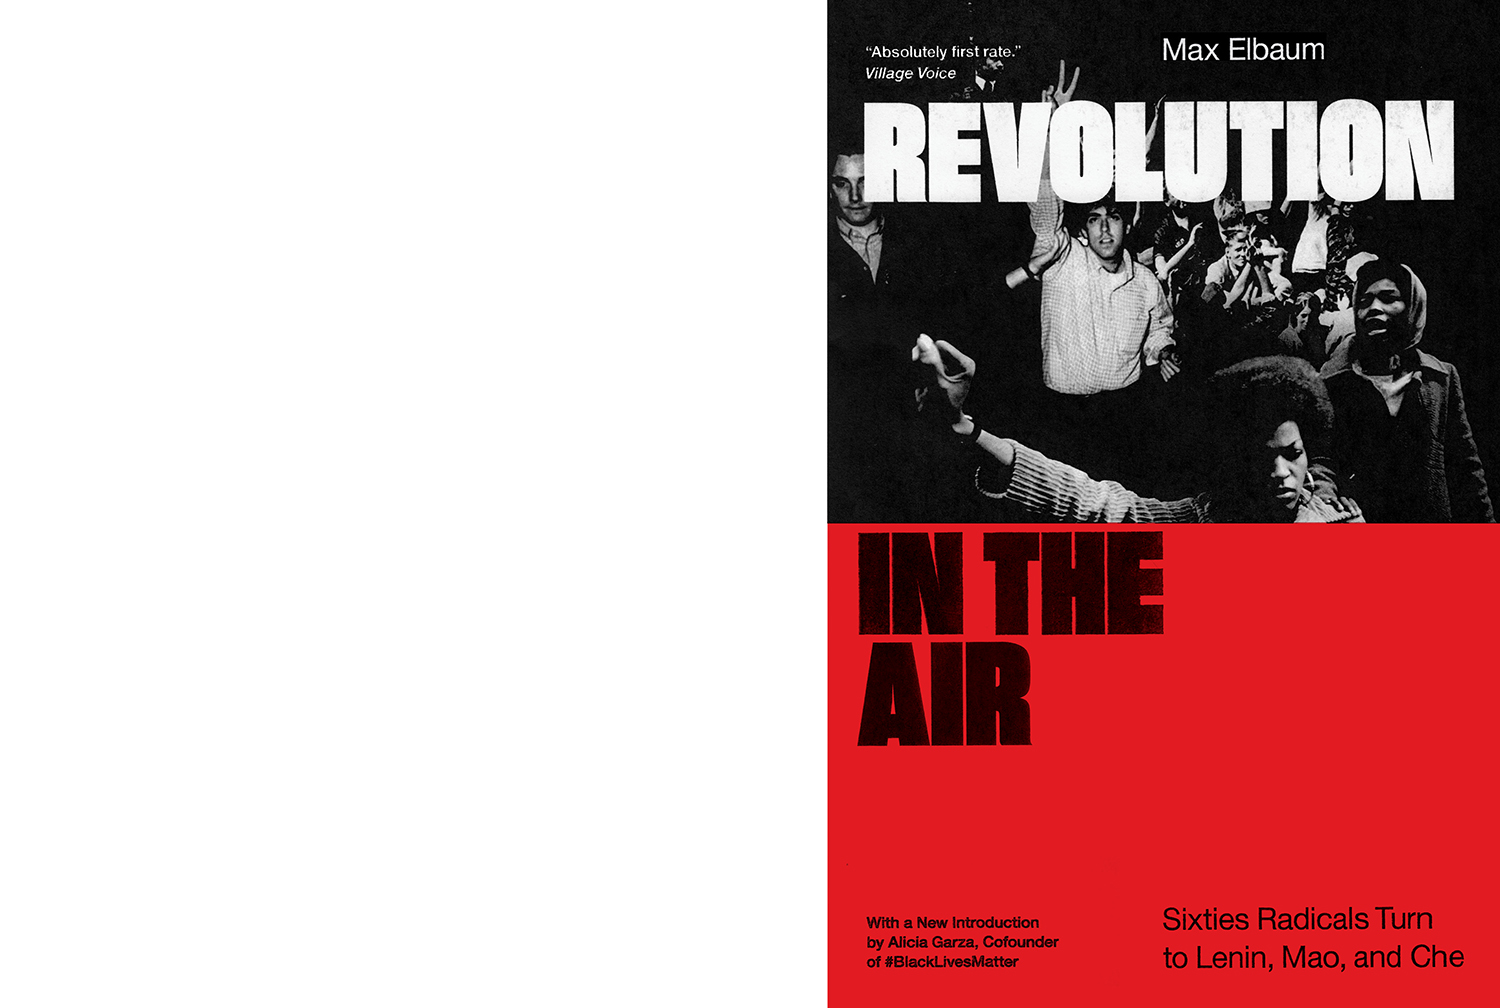 “Absolutely first rate.”
Village Voice
Max Elbaum
REVOLUTION
IN THE
AIR
With a New Introduction
by Alicia Garza, Cofounder
of #BlackLivesMatter
Sixties Radicals Turn
to Lenin, Mao, and Che